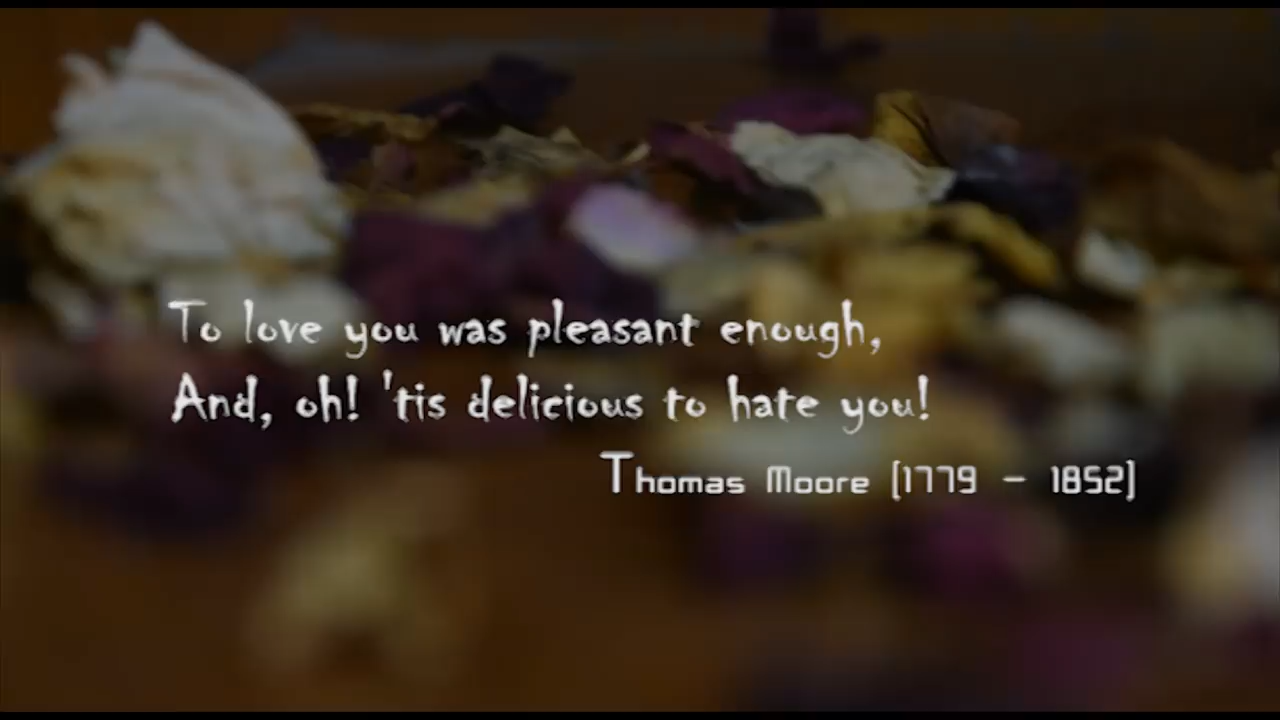 To love you was pleasant enough,
And, oh! 'tis delicious to hate you!
Thomas Moore (1779 - 1852)